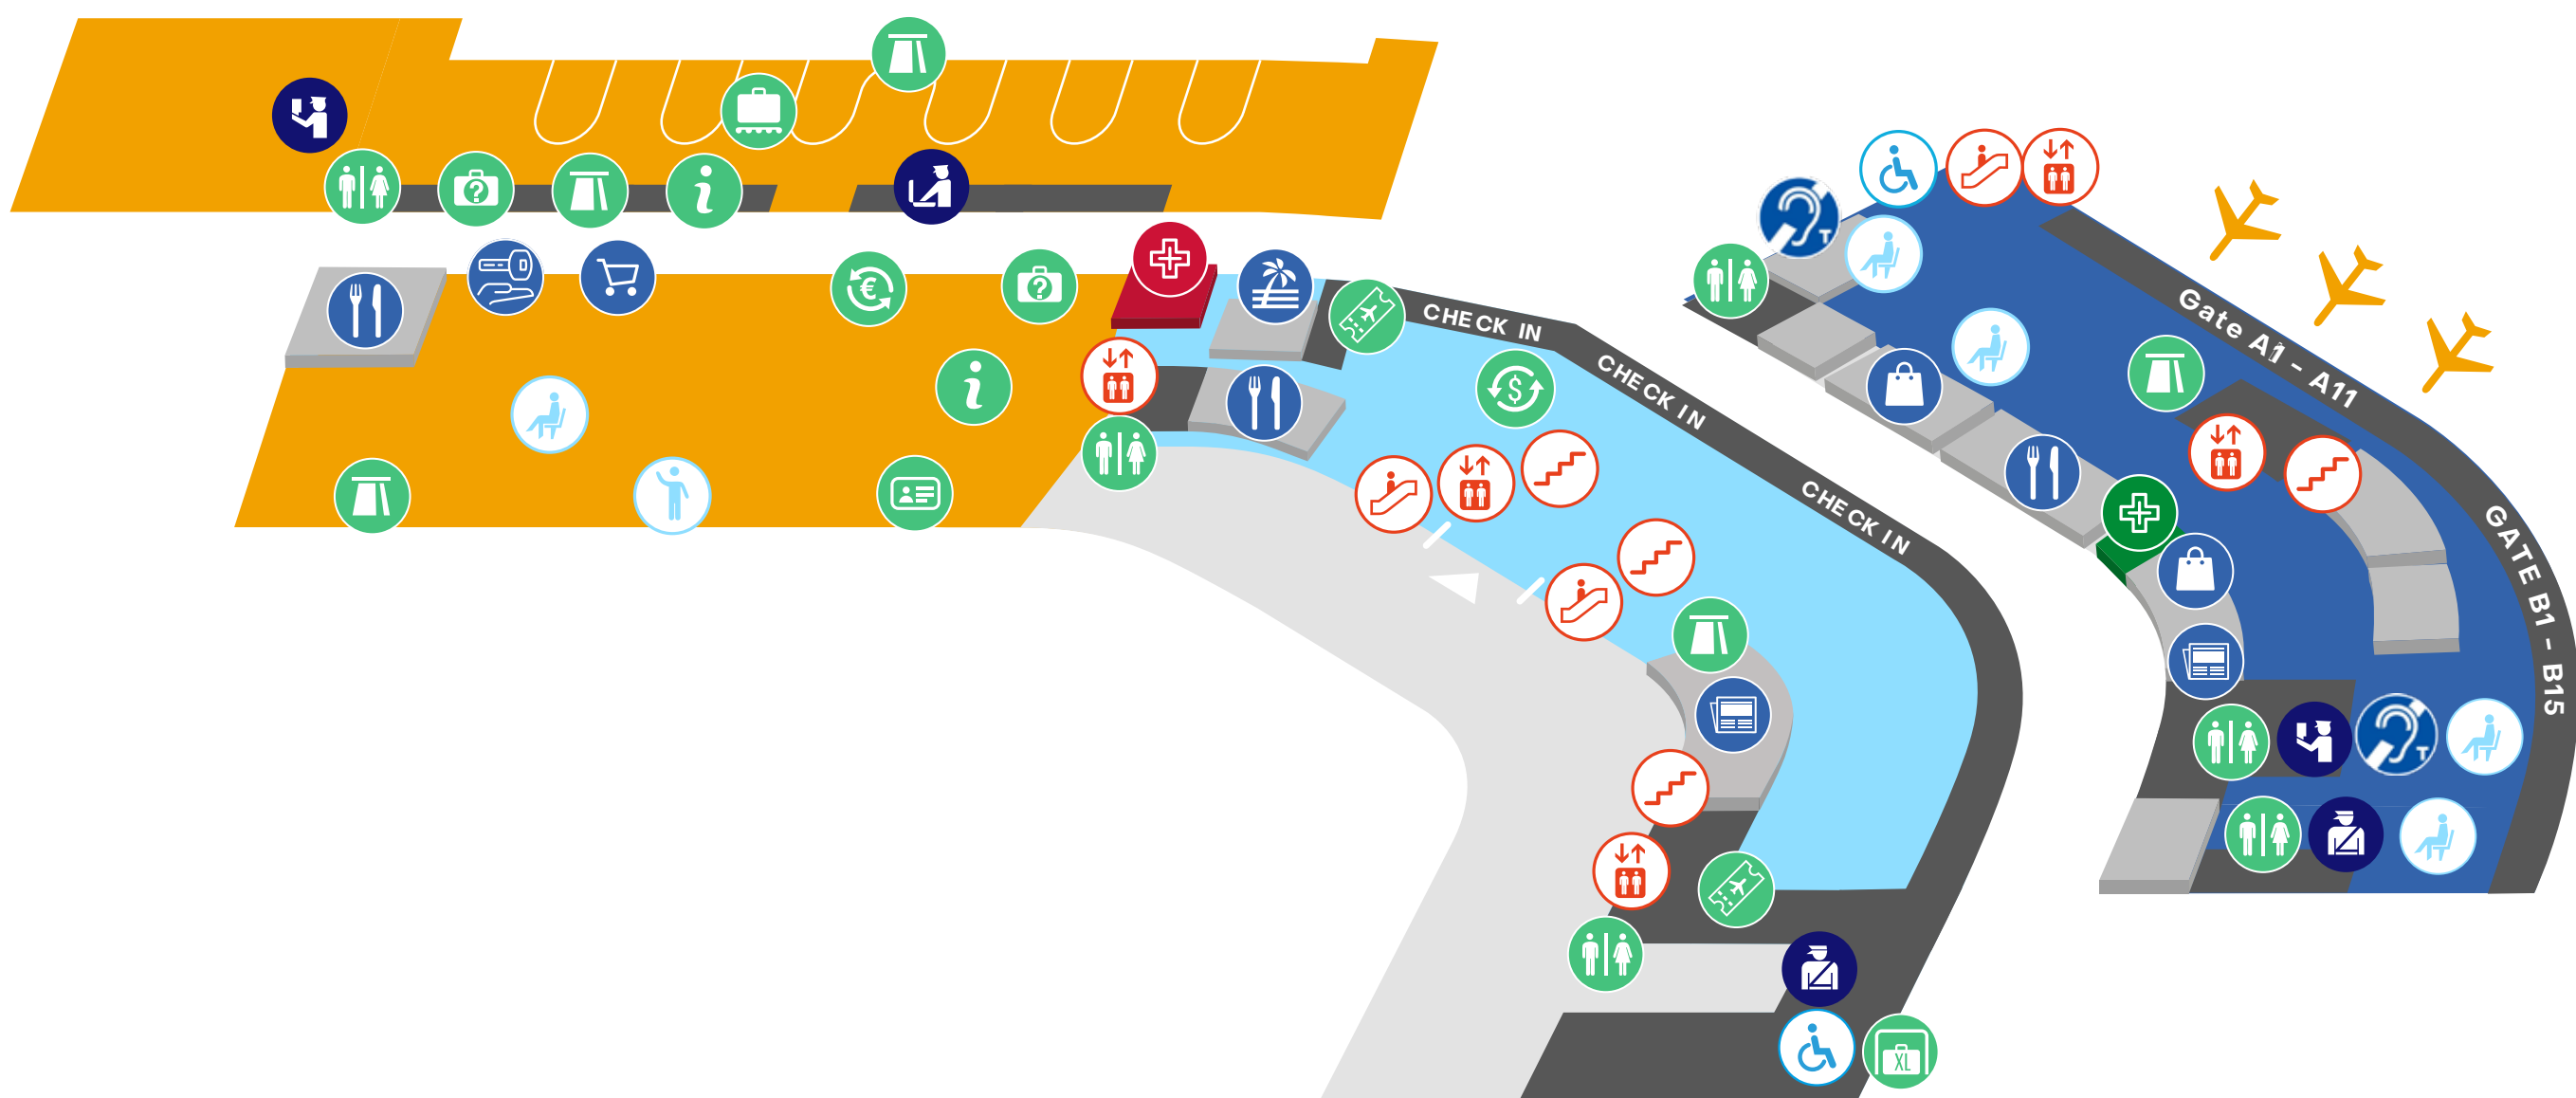 ?
i
€
?
i
CHECK IN
$
CHECK IN
CHECK IN
T
Gate A1 - A11
GATE B1 - B15
T
XL